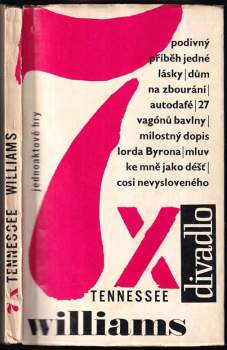 7x TENNESSEE WILLIAMS
jednoaktové hry
7
podivný
příběh jedné
lásky | dům
na zbourání |
autodafé | 27
vagónů bavlny |
milostný dopis
lorda Byrona | mluv
ke mně jako déšť |
cosi nevysloveného
X
divadlo
TENNESSEE
williams